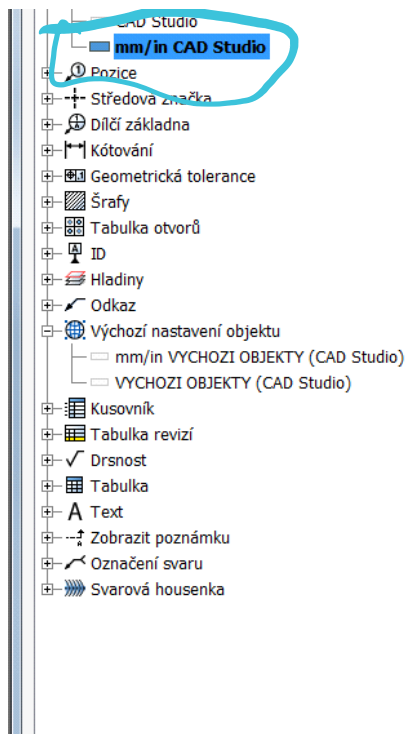 CAD Studio
mm/in CAD Studio
Pozice
Středová značka
Dílčí základna
Kótování
Geometrická tolerance
Šrafy
Tabulka otvorů
ID
Hladiny
Odkaz
Výchozí nastavení objektu
mm/in VYCHOZI OBJEKTY (CAD Studio)
VYCHOZI OBJEKTY (CAD Studio)
Kusovník
Tabulka revizí
Drsnost
Tabulka
Text
Zobrazit poznámku
Označení svaru
Svarová housenka